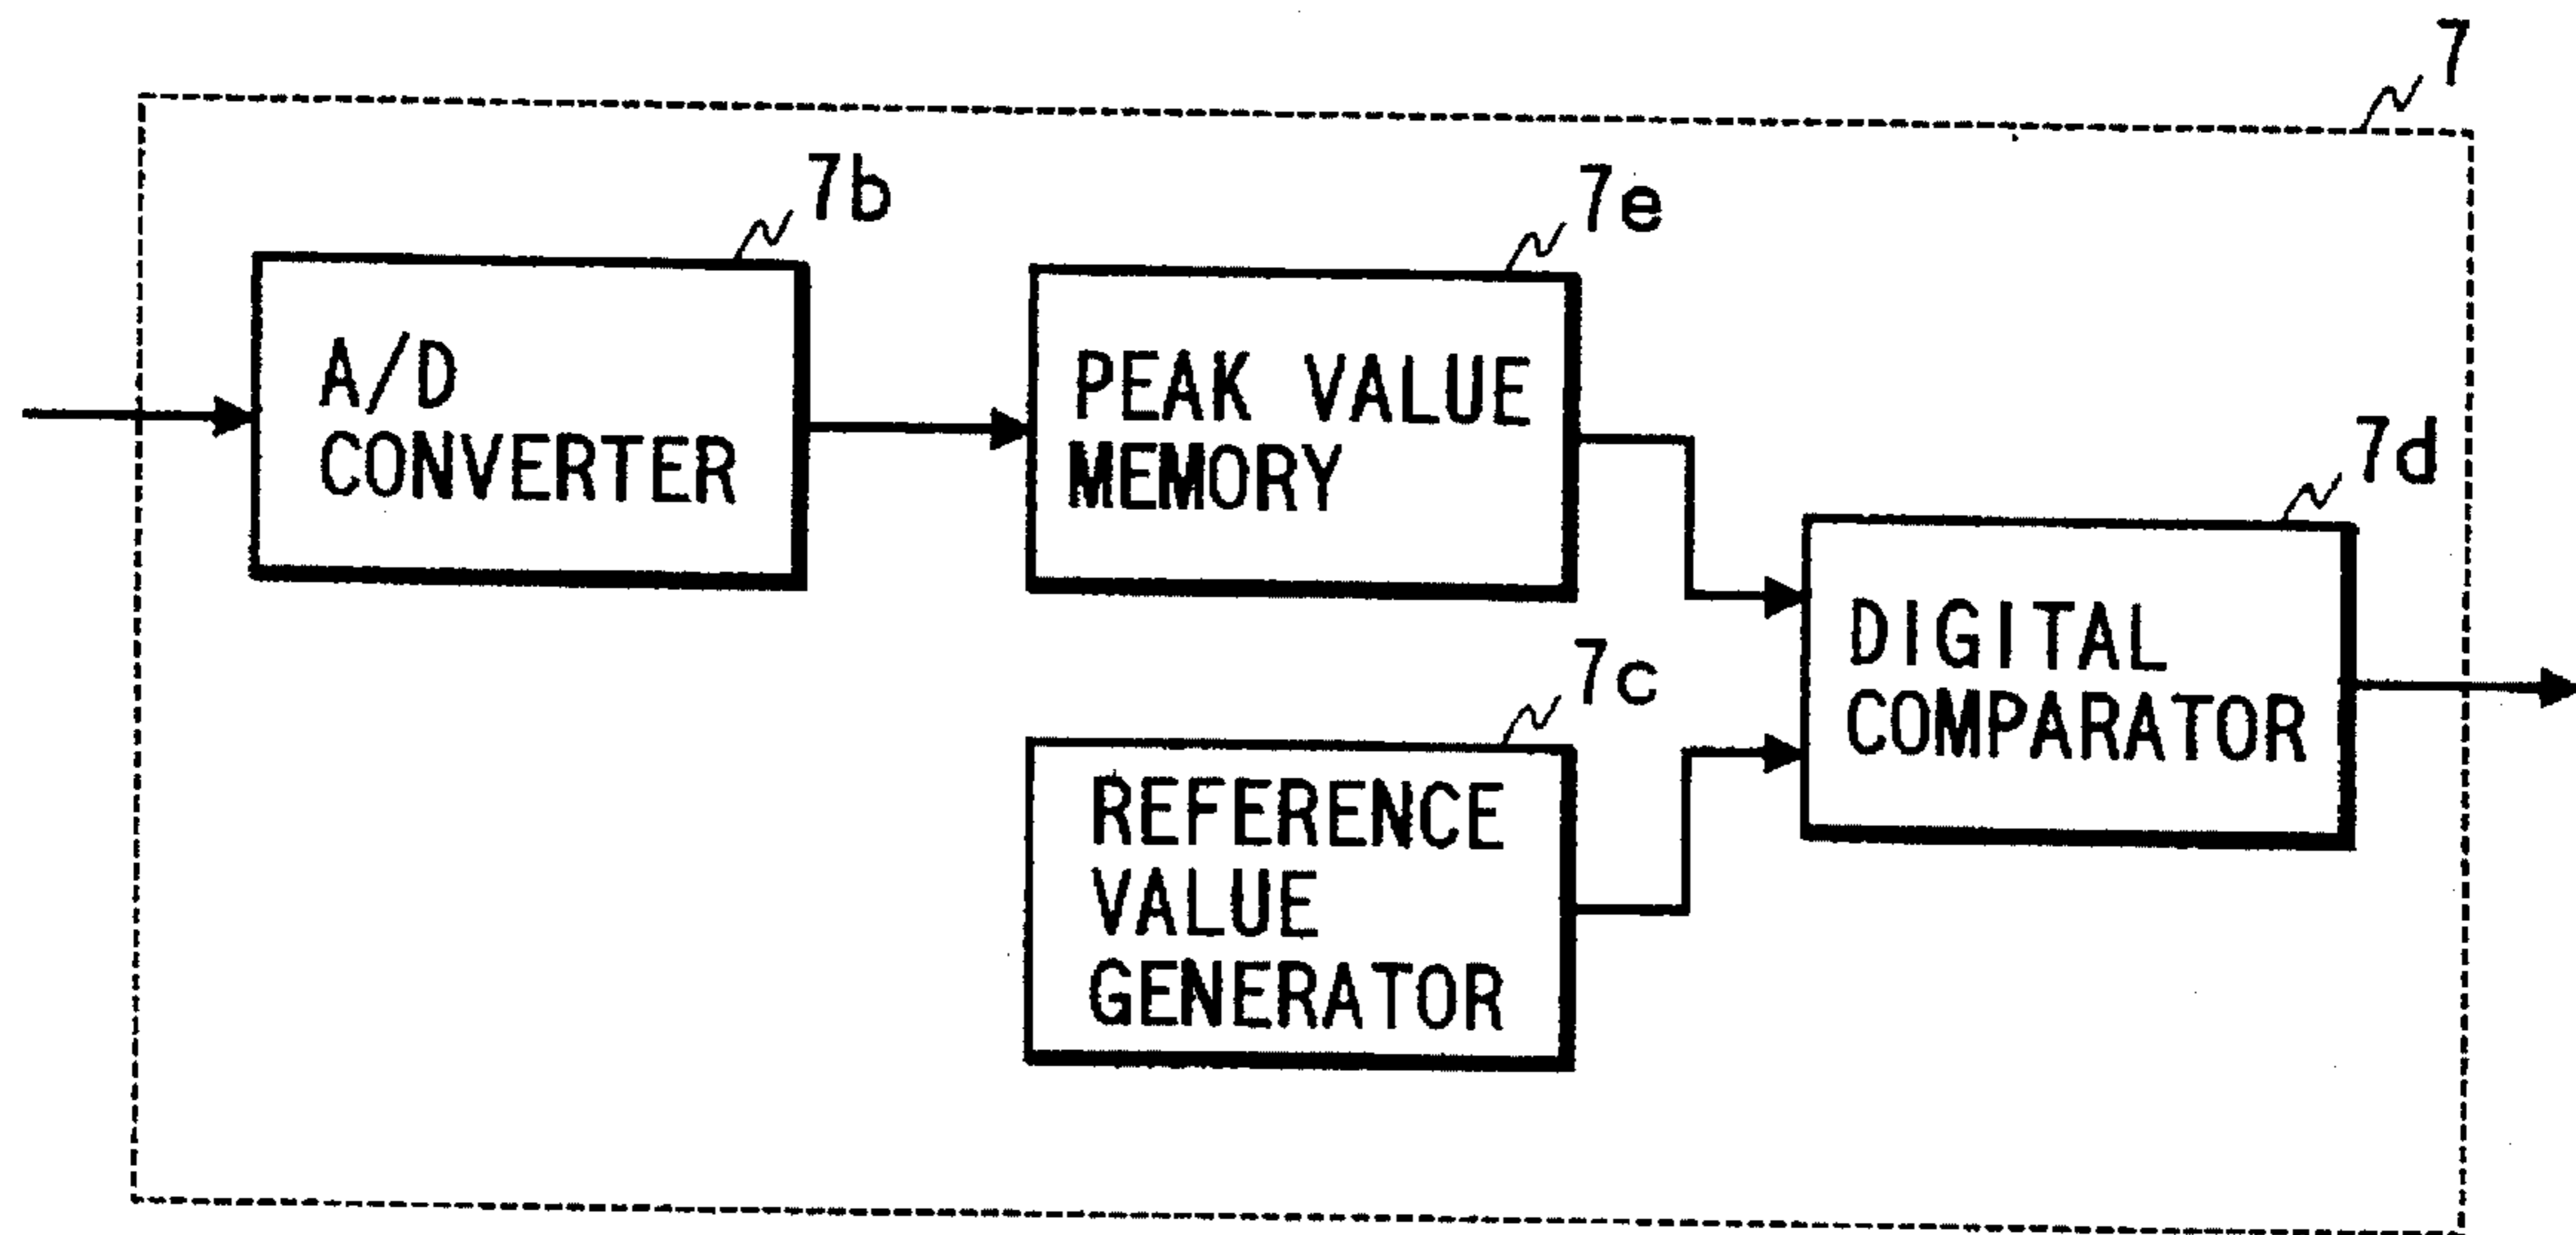 7
7b
7e
A/D
CONVERTER
PEAK VALUE
MEMORY
7d
7c
DIGITAL
COMPARATOR
REFERENCE
VALUE
GENERATOR